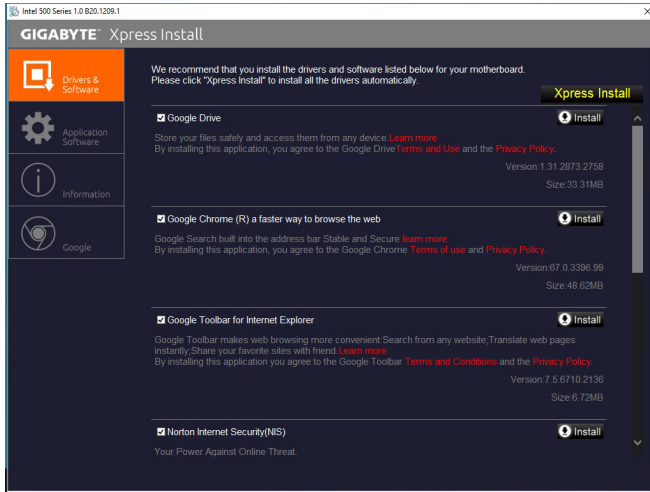 Intel 500 Series 1.0 B20.1209.1
GIGABYTE™ Xpress Install
Drivers &
Software
Application
Software
Information
Google
We recommend that you install the drivers and software listed below for your motherboard.
Please click "Xpress Install" to install all the drivers automatically.
Xpress Install
Google Drive
Install
Store your files safely and access them from any device.Learn more
By installing this application, you agree to the Google DriveTerms and Use and the Privacy Policy.
Version:1.31.2873.2758
Size:33.31MB
Google Chrome (R) a faster way to browse the web
Install
Google Search built into the address bar Stable and Secure learn more
By installing this application, you agree to the Google Chrome Terms of use and Privacy Policy.
Version:67.0.3396.99
Size:48.62MB
Google Toolbar for Internet Explorer
Install
Google Toolbar makes web browsing more convenient.Search from any website;Translate web pages
instantly;Share your favorite sites with friend.Learn more
By installing this application you agree to the Google Toolbar Terms and Conditions and the Privacy Policy.
Version:7.5.6710.2136
Size:6.72MB
Norton Internet Security(NIS)
Install
Your Power Against Online Threat.